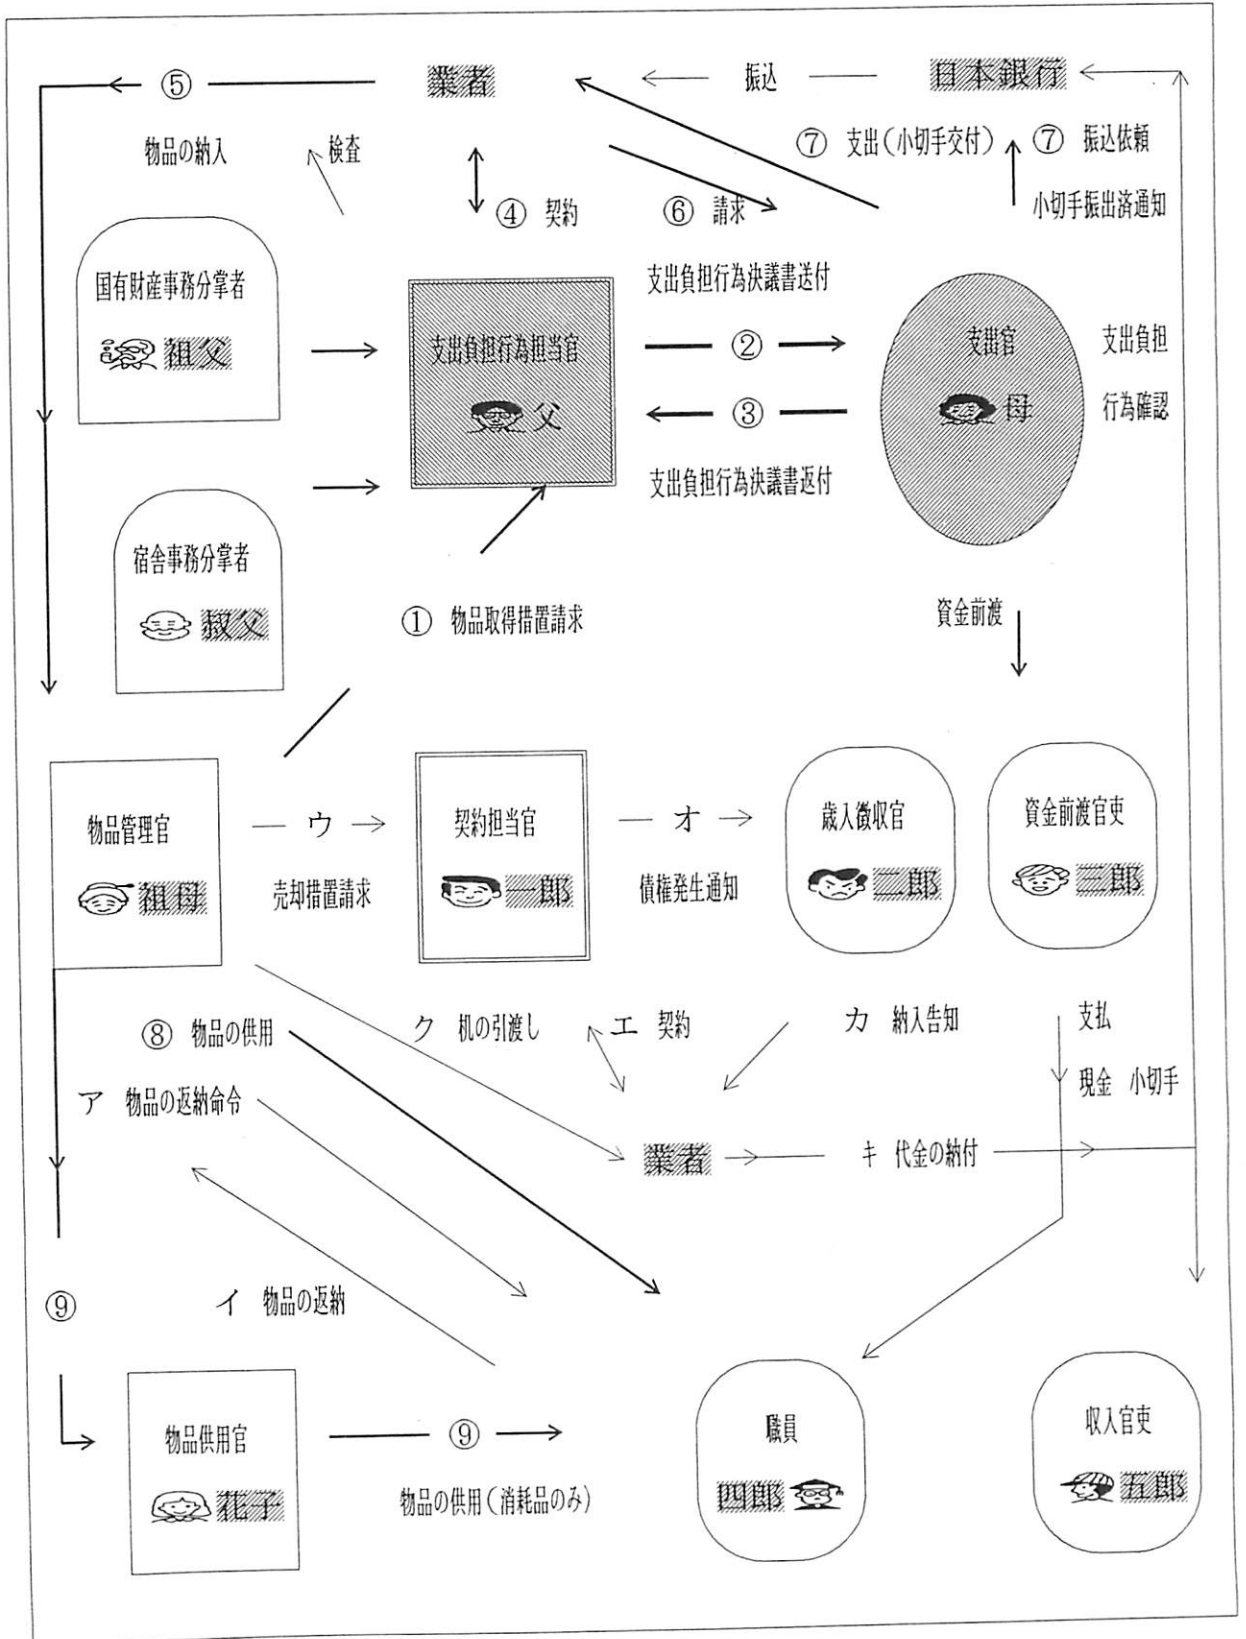 ⑤
業者
振込
日本銀行
物品の納入
検査
⑦ 支出(小切手交付)
⑦ 振込依頼
小切手振出済通知
④ 契約
⑥ 請求
国有財産事務分掌者
祖父
支出負担行為決議書送付
支出負担行為担当官
父
②
③
支出負担行為決議書返付
支出官
母
支出負担
行為確認
宿舎事務分掌者
叔父
① 物品取得措置請求
資金前渡
物品管理官
祖母
ウ
売却措置請求
契約担当官
一郎
オ
債権発生通知
歳入徴収官
二郎
資金前渡官吏
三郎
⑧ 物品の供用
ク 机の引渡し
エ 契約
カ 納入告知
支払
現金 小切手
ア 物品の返納命令
業者
キ 代金の納付
⑨
イ 物品の返納
物品供用官
花子
⑨
物品の供用(消耗品のみ)
職員
四郎
収入官吏
五郎